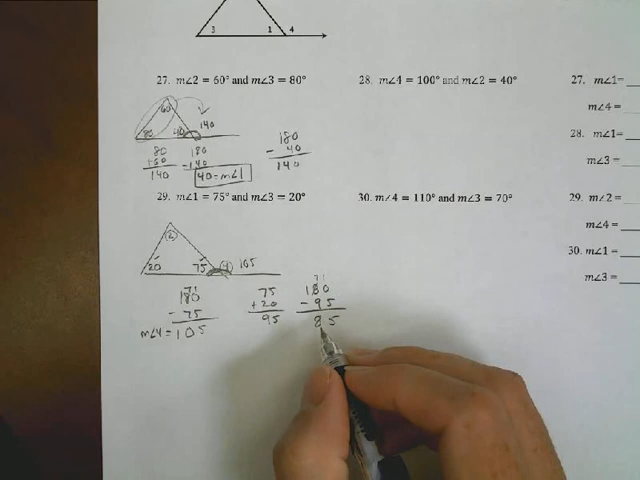 3 1 4
27. m∠2 = 60° and m∠3 = 80°
28. m∠4 = 100° and m∠2 = 40°
27. m∠1=
60
80 40 140
m∠4 =
80
+60
140
180
-140
40=m∠1
180
- 40
140
28. m∠1=
m∠3 =
29. m∠1 = 75° and m∠3 = 20°
30. m∠4 = 110° and m∠3 = 70°
29. m∠2 =
2
20 75 4 105
m∠4 =
30. m∠1 =
m∠3 =
180
- 75
m∠4=105
75
+20
95
180
-95
85